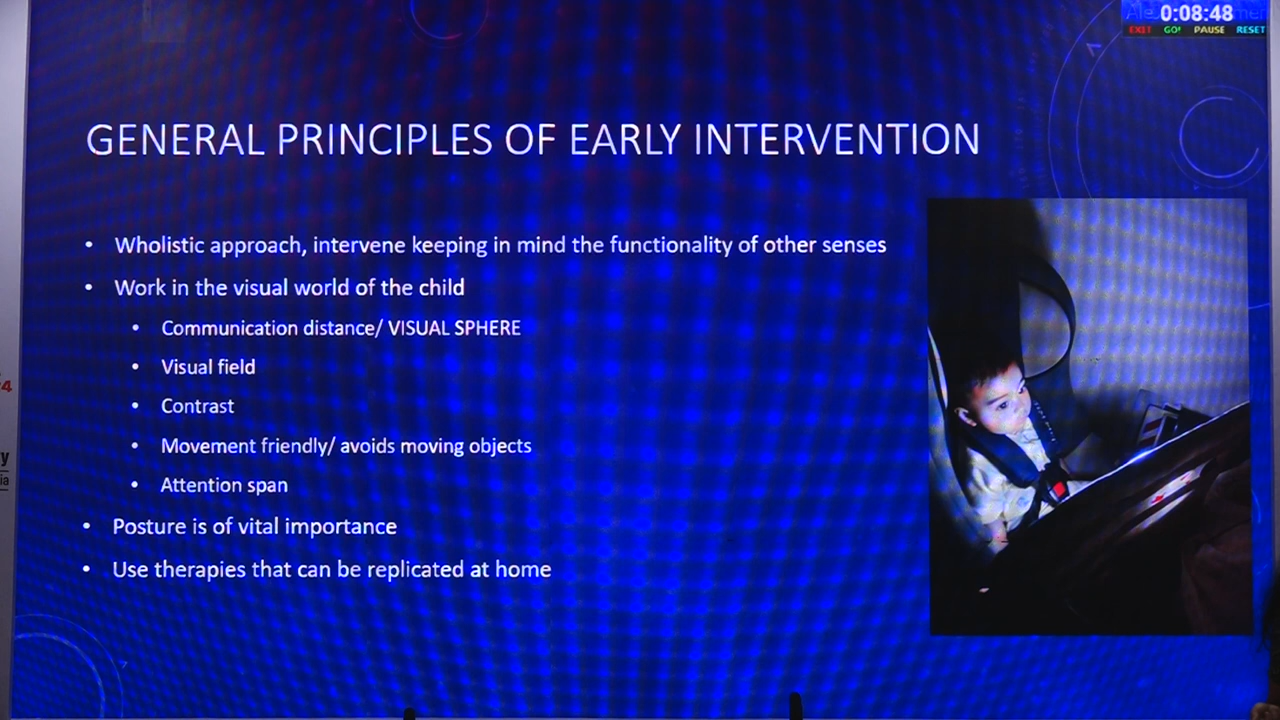 0:08:48
EXIT GO! PAUSE RESET
GENERAL PRINCIPLES OF EARLY INTERVENTION
• Wholistic approach, intervene keeping in mind the functionality of other senses
• Work in the visual world of the child
• Communication distance/ VISUAL SPHERE
• Visual field
• Contrast
• Movement friendly/ avoids moving objects
• Attention span
• Posture is of vital importance
• Use therapies that can be replicated at home